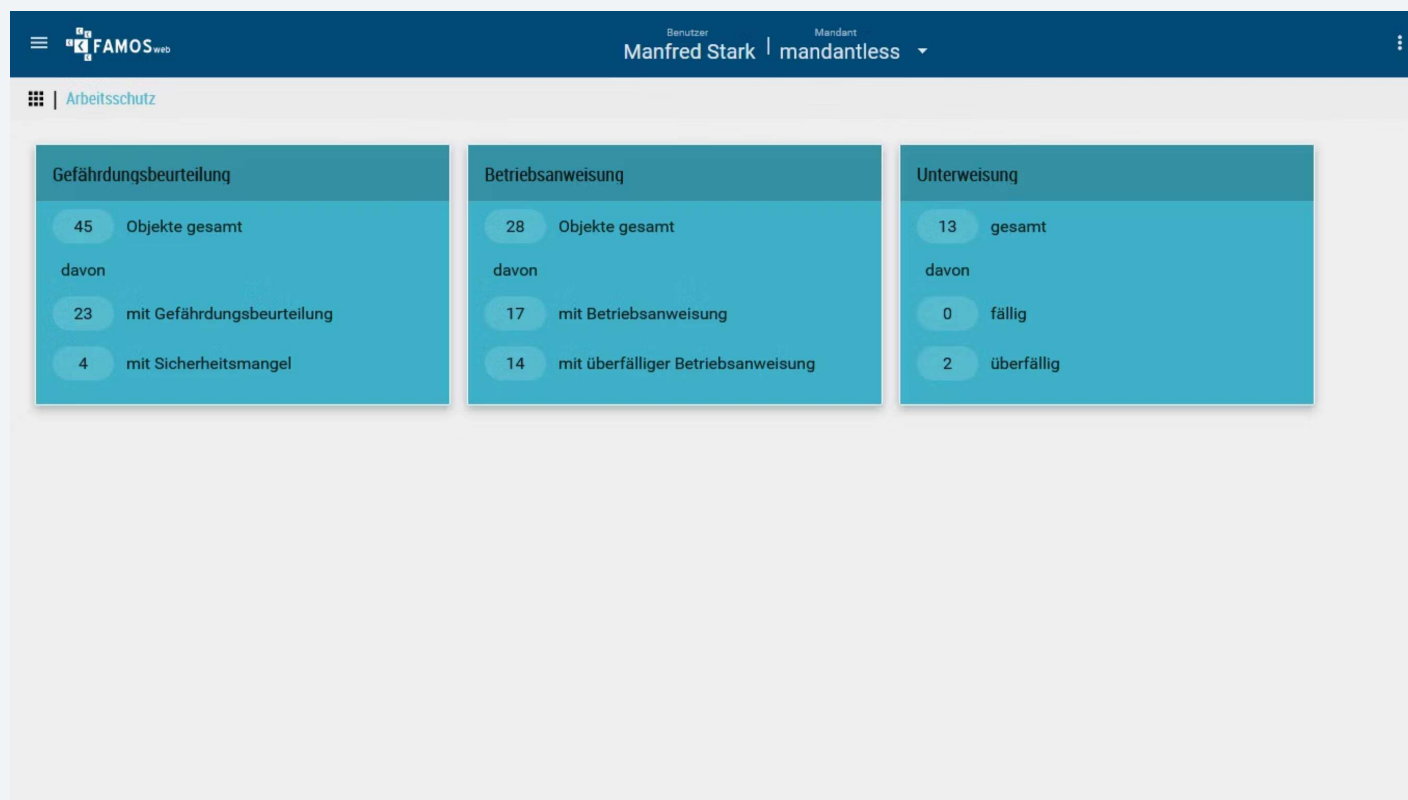 FAMOS web
Benutzer
Manfred Stark
Mandant
mandantless
Arbeitsschutz
Gefährdungsbeurteilung
45 Objekte gesamt
davon
23 mit Gefährdungsbeurteilung
4 mit Sicherheitsmangel
Betriebsanweisung
28 Objekte gesamt
davon
17 mit Betriebsanweisung
14 mit überfälliger Betriebsanweisung
Unterweisung
13 gesamt
davon
0 fällig
2 überfällig